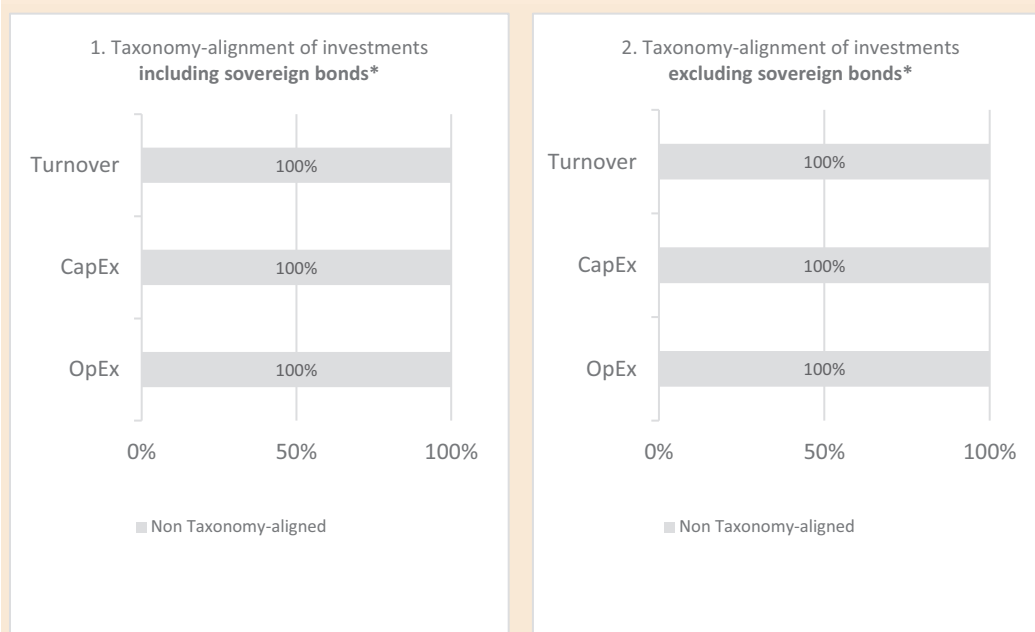 1. Taxonomy-alignment of investments
including sovereign bonds*
Turnover
100%
CapEx
100%
OpEx
100%
0% 50% 100%
Non Taxonomy-aligned
2. Taxonomy-alignment of investments
excluding sovereign bonds*
Turnover
100%
CapEx
100%
OpEx
100%
0% 50% 100%
Non Taxonomy-aligned